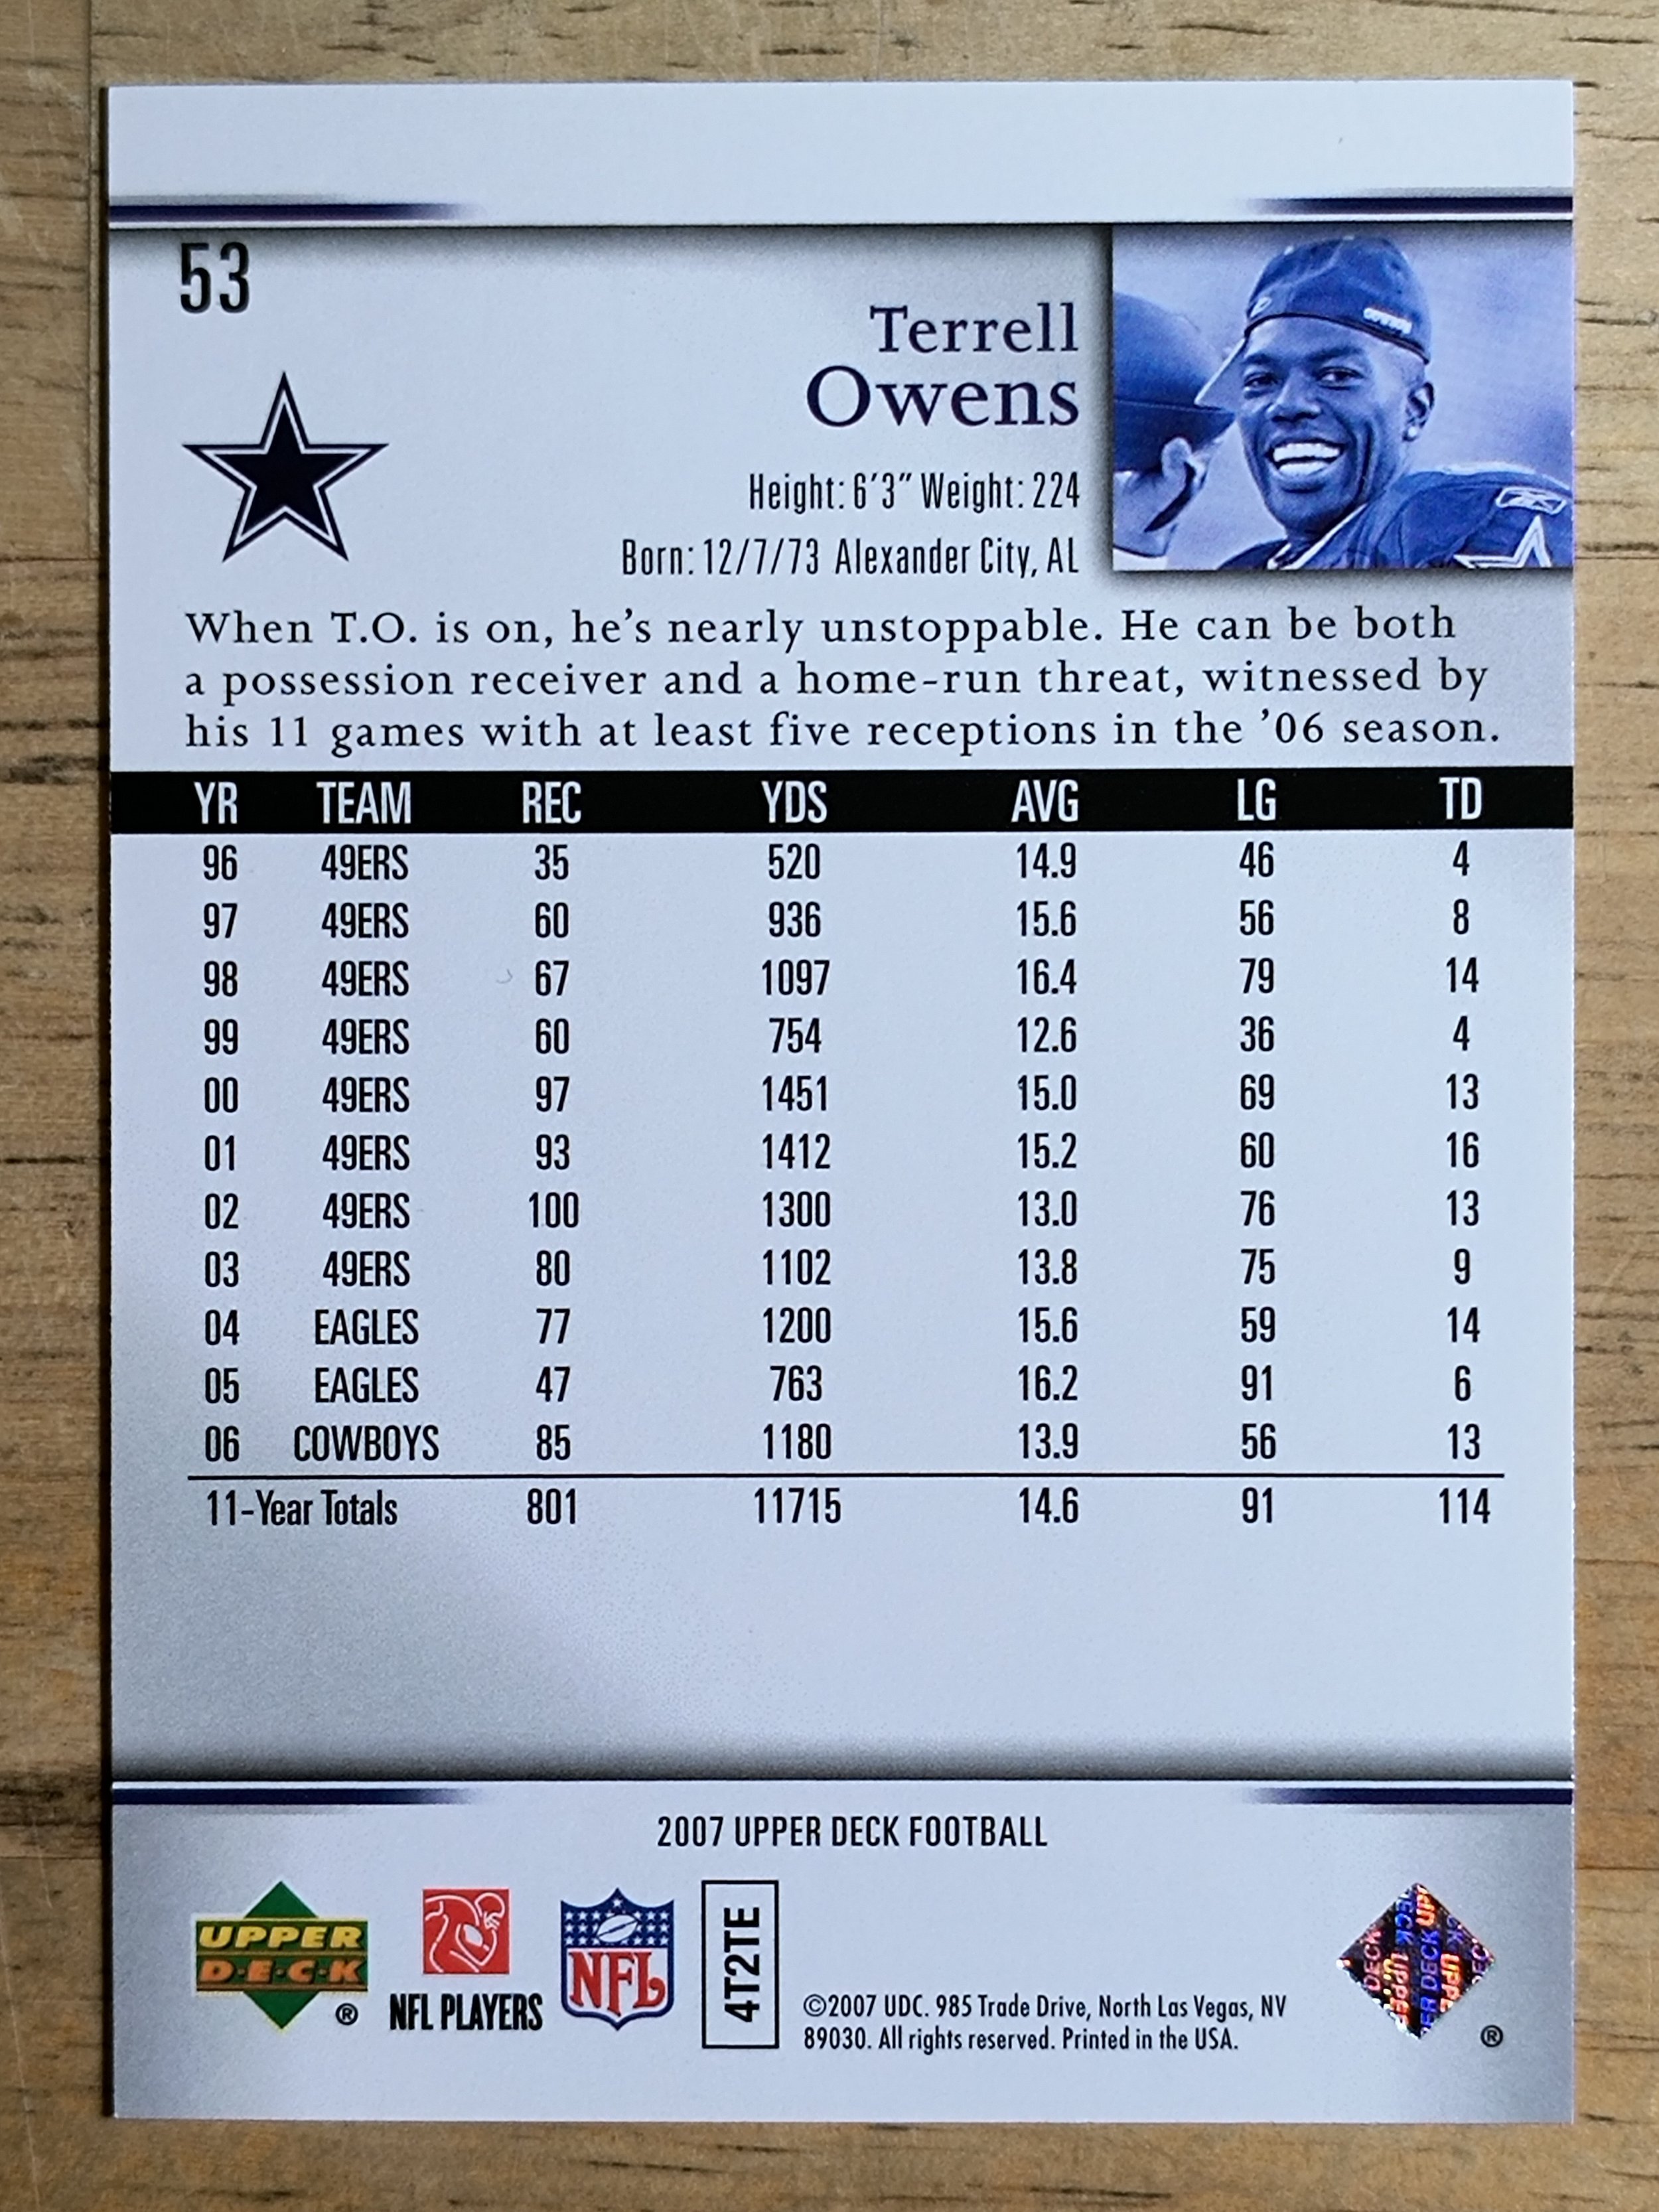 53
Terrell
Owens
Height: 6'3" Weight: 224
Born: 12/7/73 Alexander City, AL
When T.O. is on, he's nearly unstoppable. He can be both
a possession receiver and a home-run threat, witnessed by
his 11 games with at least five receptions in the '06 season.
YR TEAM REC YDS AVG LG TD
96 49ERS 35 520 14.9 46 4
97 49ERS 60 936 15.6 56 8
98 49ERS 67 1097 16.4 79 14
99 49ERS 60 754 12.6 36 4
00 49ERS 97 1451 15.0 69 13
01 49ERS 93 1412 15.2 60 16
02 49ERS 100 1300 13.0 76 13
03 49ERS 80 1102 13.8 75 9
04 EAGLES 77 1200 15.6 59 14
05 EAGLES 47 763 16.2 91 6
06 COWBOYS 85 1180 13.9 56 13
11-Year Totals 801 11715 14.6 91 114
2007 UPPER DECK FOOTBALL
UPPER
D·E·C·K
®
NFL PLAYERS
NFL
4T2TE
©2007 UDC. 985 Trade Drive, North Las Vegas, NV
89030. All rights reserved. Printed in the USA.
UPPER DECK
®